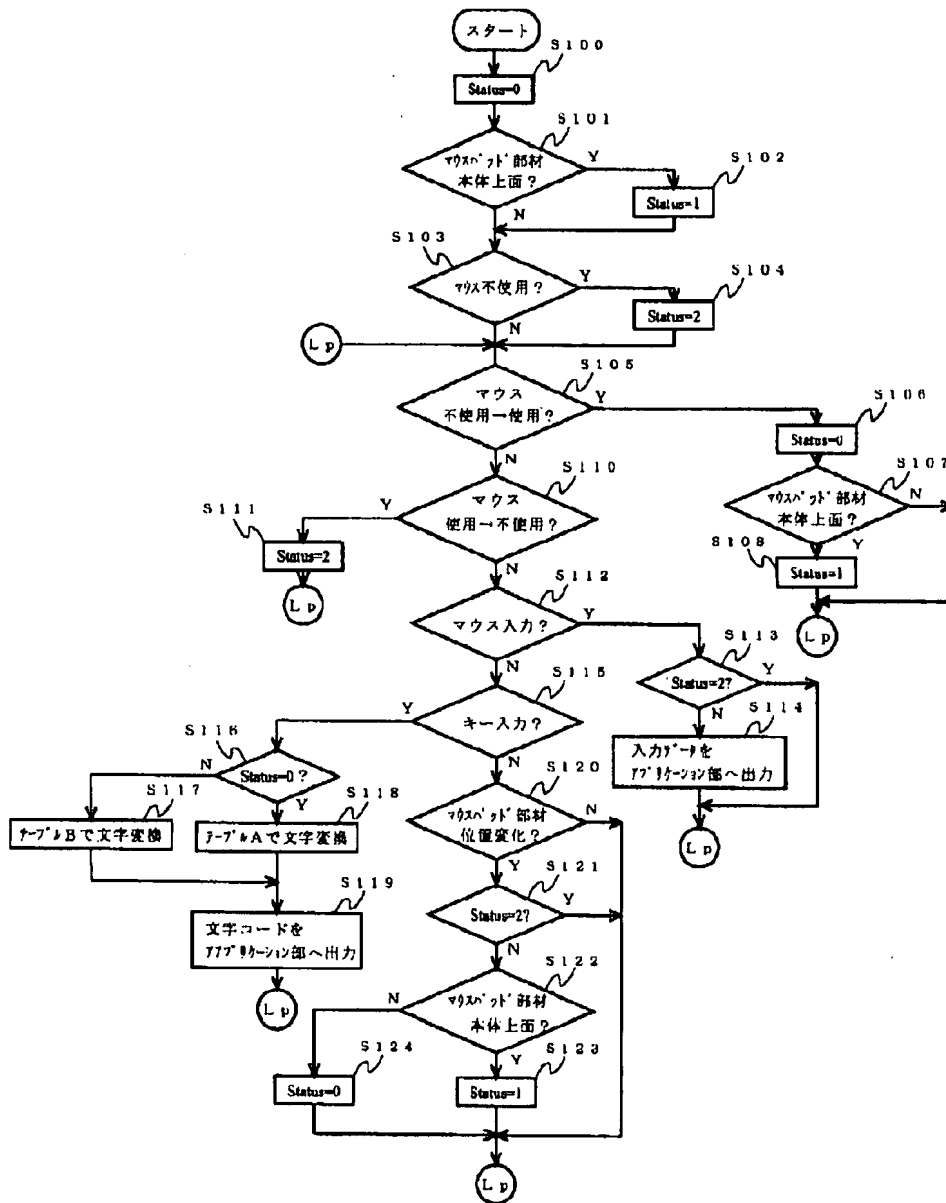 スタート
S100
Status=0
S101
マウスパッド部材
本体上面?
Y
N
S102
Status=1
S103
マウス不使用?
Y
N
S104
Status=2
Lp
S105
マウス
不使用→使用?
Y
N
S106
Status=0
S107
マウスパッド部材
本体上面?
N
Y
S108
Status=1
Lp
S110
マウス
使用→不使用?
Y
N
S111
Status=2
Lp
S112
マウス入力?
Y
N
S113
Status=2?
Y
N
S114
入力データを
アプリケーション部へ出力
Lp
S115
キー入力?
Y
N
S116
Status=0?
N
Y
S117
テーブルBで文字変換
S118
テーブルAで文字変換
S119
文字コードを
アアプリケーション部へ出力
Lp
S120
マウスパッド部材
位置変化?
N
Y
S121
Status=2?
Y
N
S122
マウスパッド部材
本体上面?
N
Y
S123
Status=1
S124
Status=0
Lp